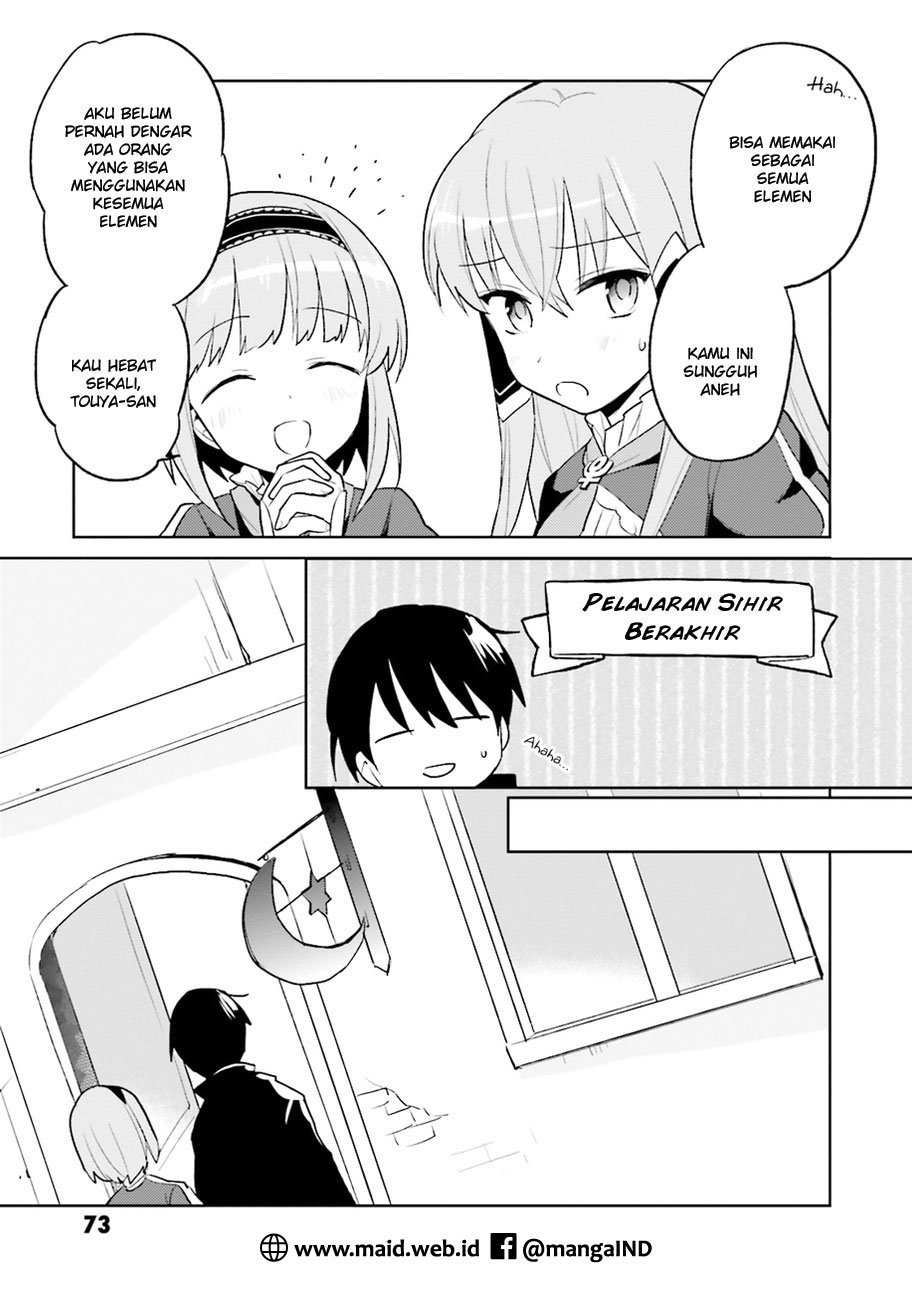 Hah...
BISA MEMAKAI
SEBAGAI
SEMUA
ELEMEN
KAMU INI
SUNGGUH
ANEH
AKU BELUM
PERNAH DENGAR
ADA ORANG
YANG BISA
MENGGUNAKAN
KESEMUA
ELEMEN
KAU HEBAT
SEKALI,
TOUYA-SAN
PELAJARAN SIHIR
BERAKHIR
Ahaha...
73
www.maid.web.id @mangaIND